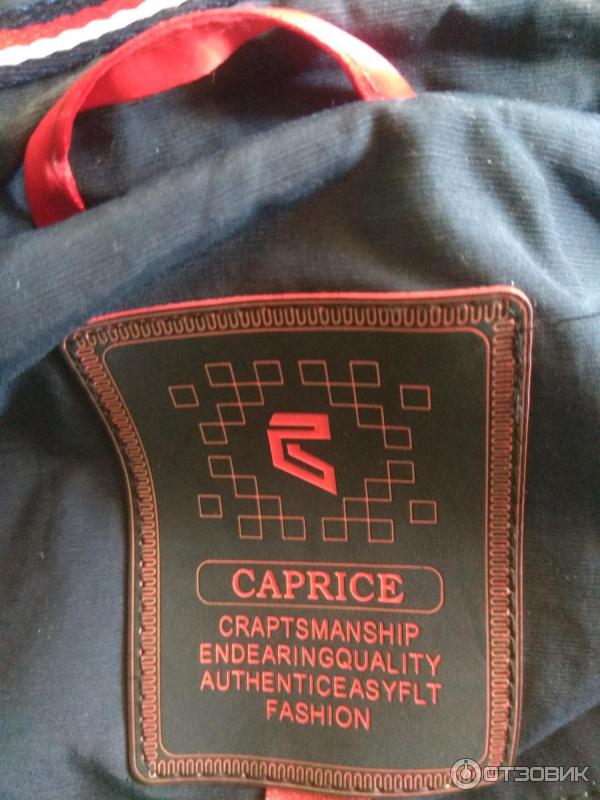 CAPRICE
CRAPTSMANSHIP
ENDEARINGQUALITY
AUTHENTICEASYFLT
FASHION
ОТЗОВИК